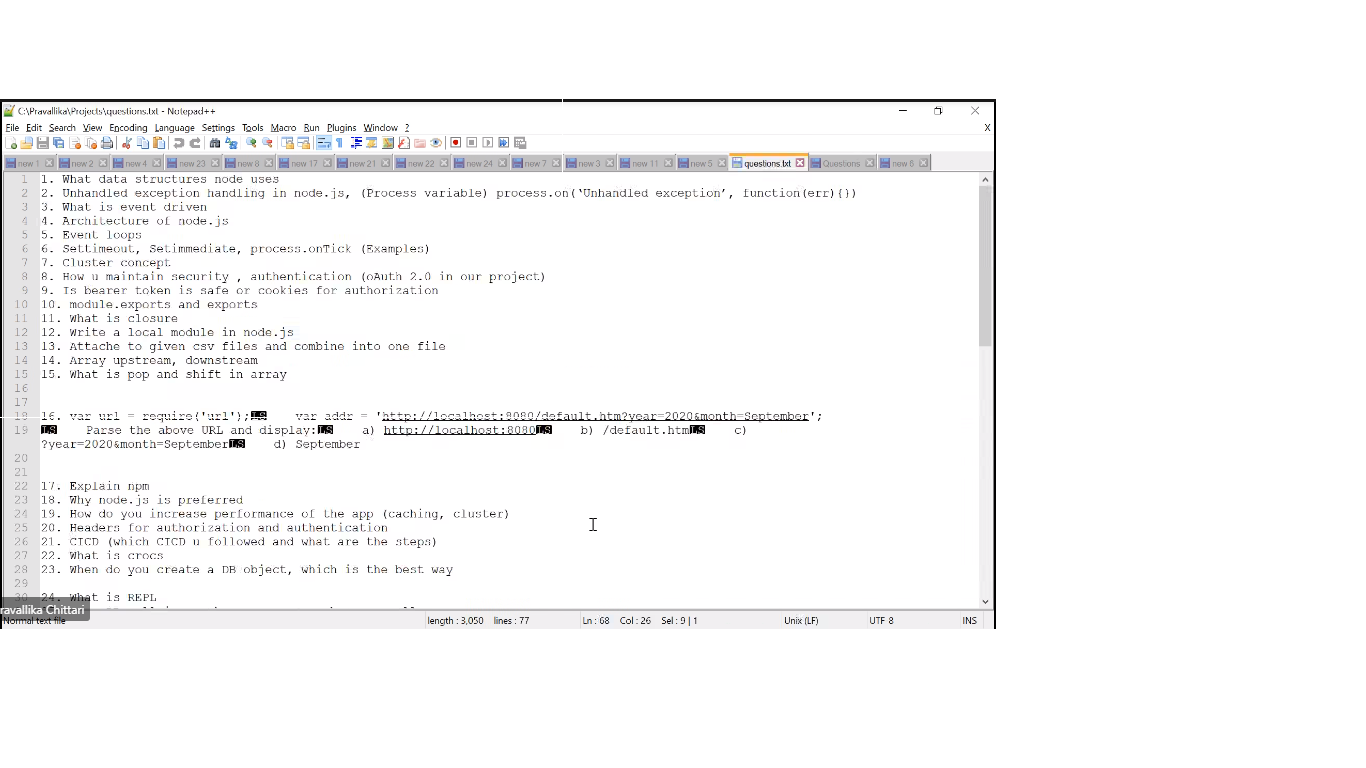 C:\Pravallika\Projects\questions.txt - Notepad++
File Edit Search View Encoding Language Settings Tools Macro Run Plugins Window ? X
new 1 new 2 new 4 new 23 new 8 new 17 new 21 new 22 new 24 new 7 new 3 new 11 new 5 questions.txt Questions new 6
1 1. What data structures node uses
2 2. Unhandled exception handling in node.js, (Process variable) process.on(‘Unhandled exception’, function(err){})
3 3. What is event driven
4 4. Architecture of node.js
5 5. Event loops
6 6. Settimeout, Setimmediate, process.onTick (Examples)
7 7. Cluster concept
8 8. How u maintain security , authentication (oAuth 2.0 in our project)
9 9. Is bearer token is safe or cookies for authorization
10 10. module.exports and exports
11 11. What is closure
12 12. Write a local module in node.js
13 13. Attache to given csv files and combine into one file
14 14. Array upstream, downstream
15 15. What is pop and shift in array
16
17
18 16. var url = require('url');LS var addr = 'http://localhost:8080/default.htm?year=2020&month=September';
19 LS Parse the above URL and display:LS a) http://localhost:8080LS b) /default.htmLS c)
?year=2020&month=SeptemberLS d) September
20
21
22 17. Explain npm
23 18. Why node.js is preferred
24 19. How do you increase performance of the app (caching, cluster)
25 20. Headers for authorization and authentication
26 21. CICD (which CICD u followed and what are the steps)
27 22. What is crocs
28 23. When do you create a DB object, which is the best way
29
30 24. What is REPL
ravallika Chittari
Normal text file length : 3,050 lines : 77 Ln : 68 Col : 26 Sel : 9 | 1 Unix (LF) UTF 8 INS